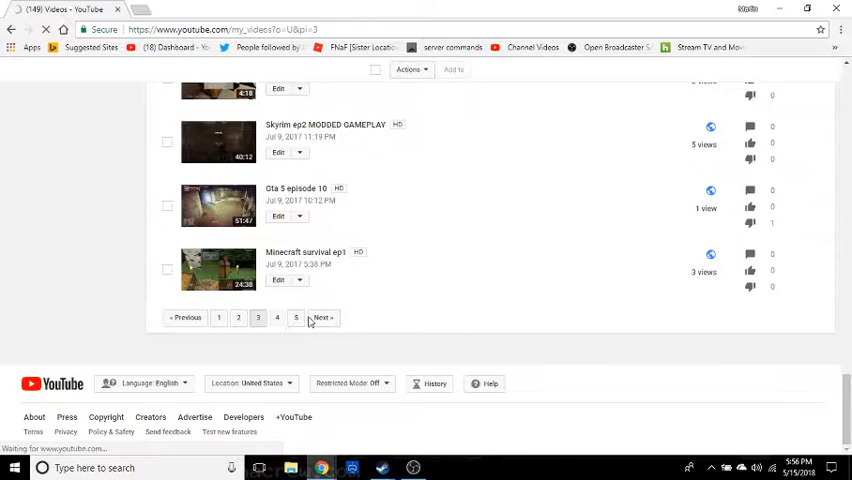 (149) Videos - YouTube
Martin
Secure https://www.youtube.com/my_videos?o=U&pi=3
Apps Suggested Sites (18) Dashboard - Yo People followed by FNaF [Sister Locati server commands Channel Videos Open Broadcaster So Stream TV and Mov
Actions Add to
4:18 Edit 0
Skyrim ep2 MODDED GAMEPLAY HD 0
Jul 9, 2017 11:19 PM 5 views 0
40:12 Edit 0
Gta 5 episode 10 HD 0
Jul 9, 2017 10:12 PM 1 view 0
51:47 Edit 1
Minecraft survival ep1 HD 0
Jul 9, 2017 5:38 PM 3 views 0
24:38 Edit 0
« Previous 1 2 3 4 5 Next »
YouTube Language: English Location: United States Restricted Mode: Off History Help
About Press Copyright Creators Advertise Developers +YouTube
Terms Privacy Policy & Safety Send feedback Test new features
Waiting for www.youtube.com...
Type here to search
5:56 PM
5/15/2018